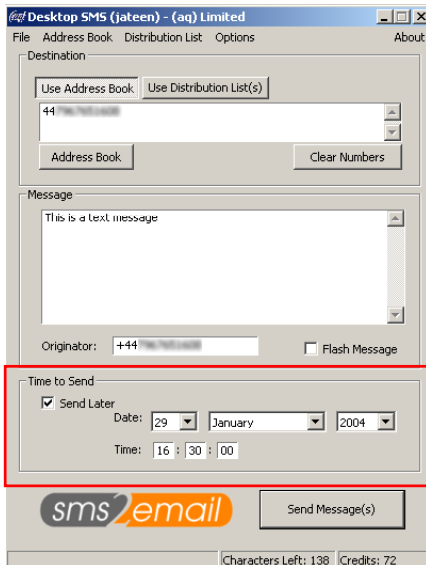 (aq) Desktop SMS (jateen) - (aq) Limited
File Address Book Distribution List Options About
Destination
Use Address Book Use Distribution List(s)
44
Address Book Clear Numbers
Message
This is a text message
Originator: +44 Flash Message
Time to Send
Send Later
Date: 29 January 2004
Time: 16 : 30 : 00
sms2email Send Message(s)
Characters Left: 138 Credits: 72